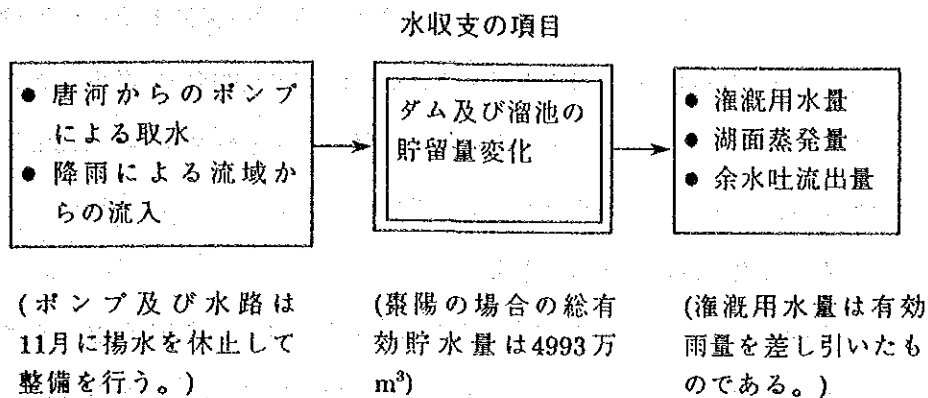 水収支の項目
● 唐河からのポンプ
による取水
● 降雨による流域か
らの流入
ダム及び溜池の
貯留量変化
● 灌漑用水量
● 湖面蒸発量
● 余水吐流出量
(ポンプ及び水路は
11月に揚水を休止して
整備を行う。)
(棗陽の場合の総有
効貯水量は4993万
m³)
(灌漑用水量は有効
雨量を差し引いたも
のである。)